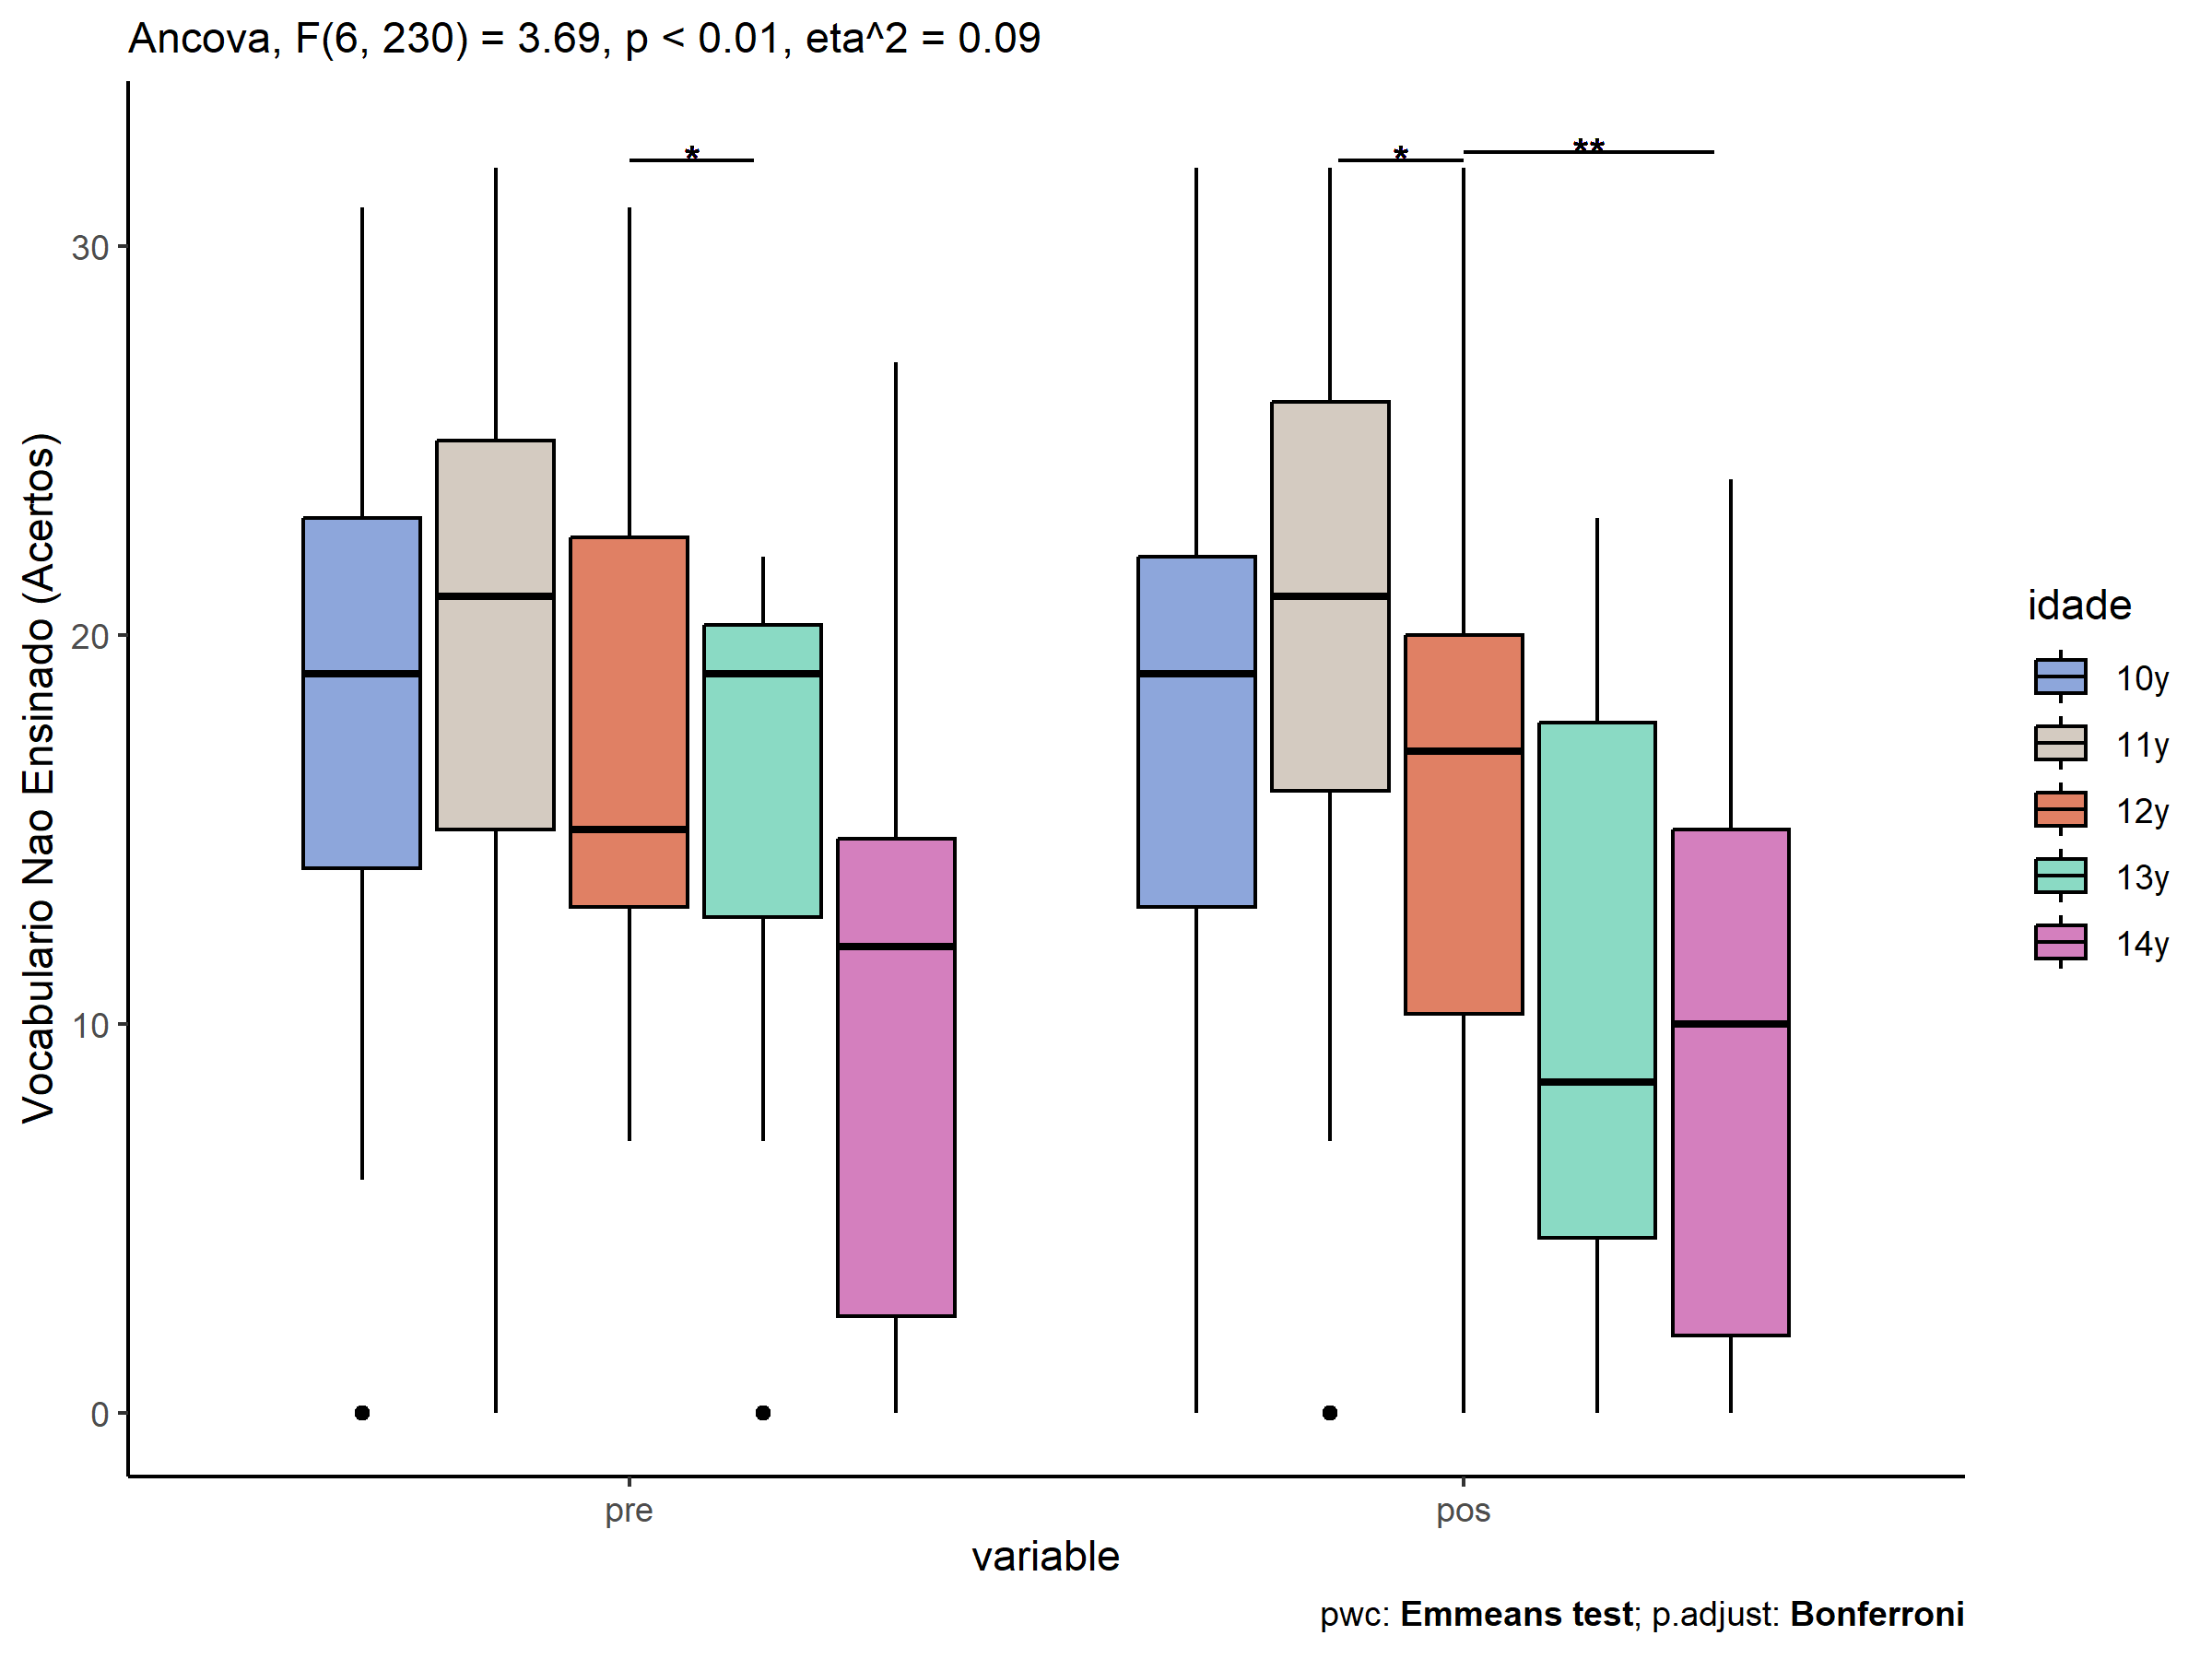 Ancova, F(6, 230) = 3.69, p < 0.01, eta^2 = 0.09
Vocabulario Nao Ensinado (Acertos)
30
20
10
0
*
*
**
pre
pos
variable
idade
10y
11y
12y
13y
14y
pwc: Emmeans test; p.adjust: Bonferroni